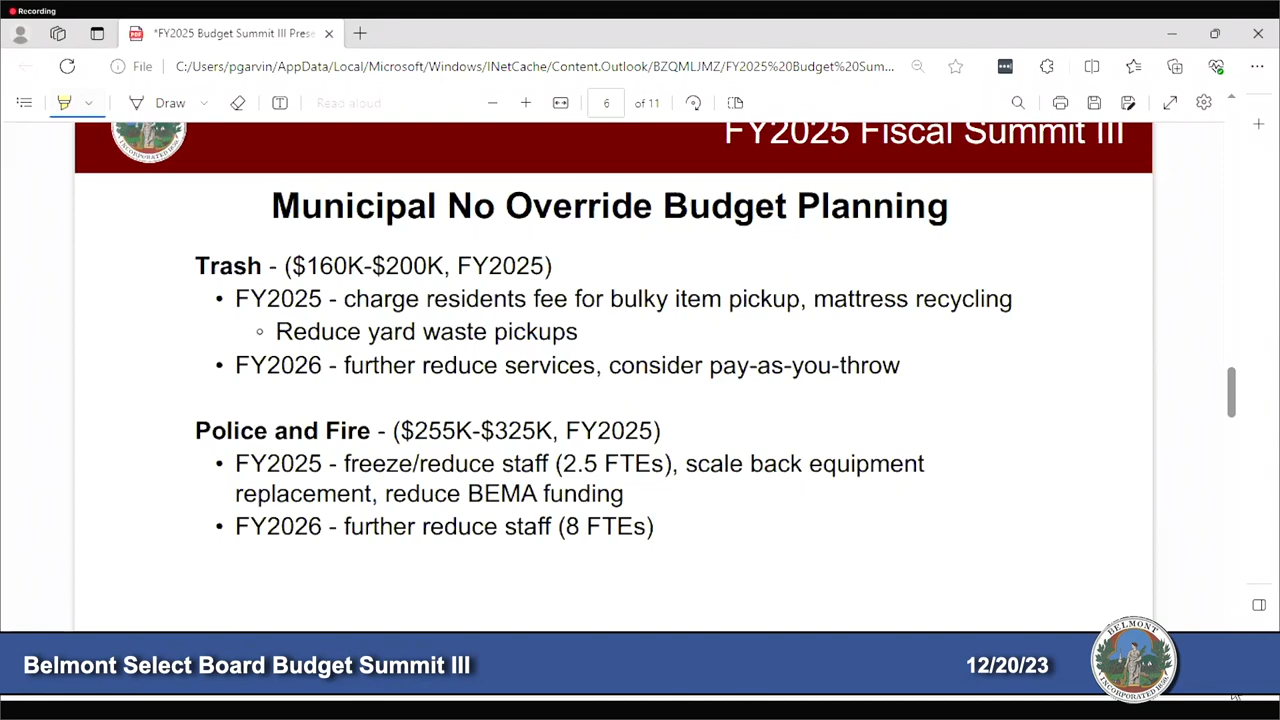 Recording
*FY2025 Budget Summit III Prese
File C:/Users/pgarvin/AppData/Local/Microsoft/Windows/INetCache/Content.Outlook/BZQMLJMZ/FY2025%20Budget%20Sum...
Draw Read aloud 6 of 11
INCORPORATED 1859
FY2025 Fiscal Summit III
Municipal No Override Budget Planning
Trash - ($160K-$200K, FY2025)
• FY2025 - charge residents fee for bulky item pickup, mattress recycling
◦ Reduce yard waste pickups
• FY2026 - further reduce services, consider pay-as-you-throw
Police and Fire - ($255K-$325K, FY2025)
• FY2025 - freeze/reduce staff (2.5 FTEs), scale back equipment
replacement, reduce BEMA funding
• FY2026 - further reduce staff (8 FTEs)
Belmont Select Board Budget Summit III
12/20/23
BELMONT
INCORPORATED 1859